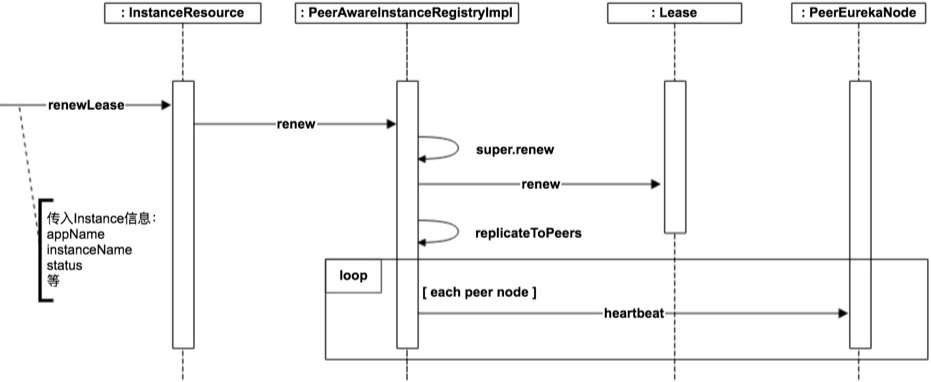 : InstanceResource
: PeerAwareInstanceRegistryImpl
: Lease
: PeerEurekaNode
renewLease
renew
super.renew
renew
传入Instance信息：
appName
instanceName
status
等
replicateToPeers
loop
[ each peer node ]
heartbeat